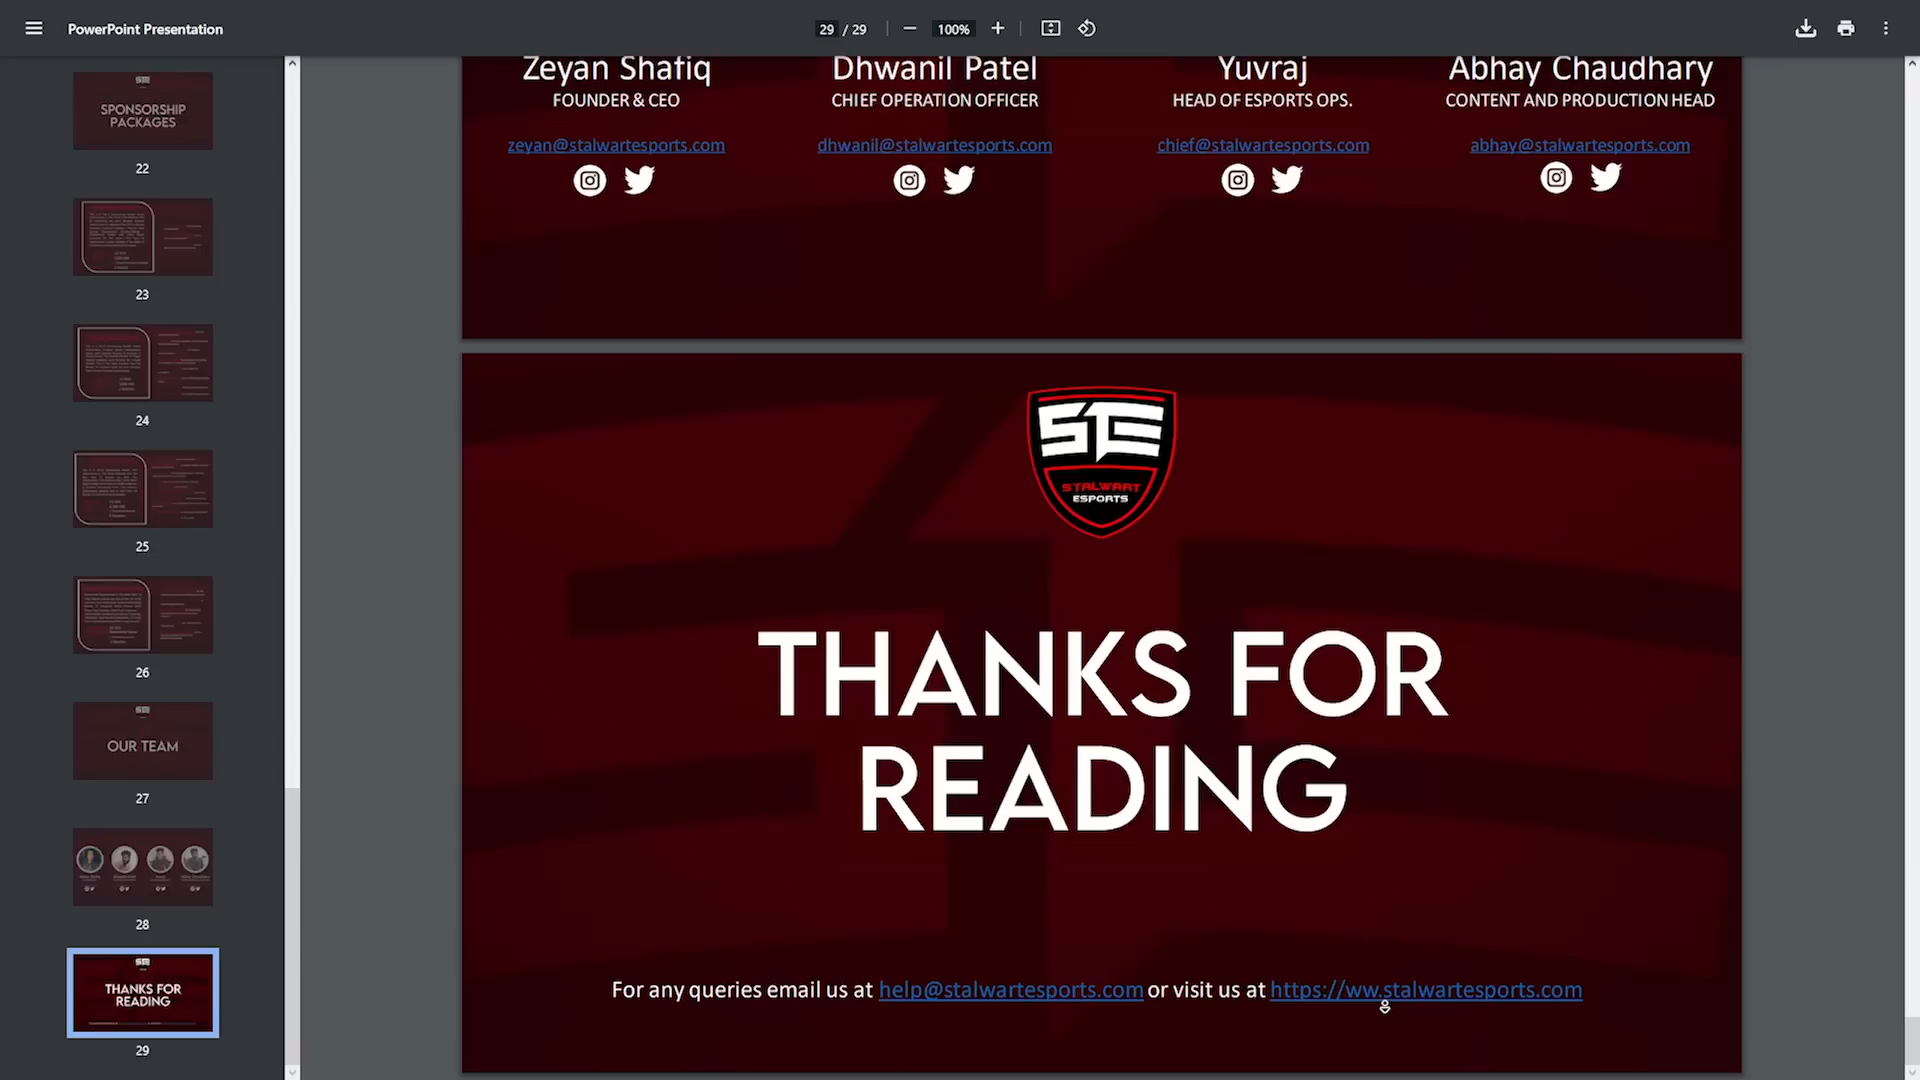 PowerPoint Presentation
29 / 29
100%
SPONSORSHIP
PACKAGES
22
23
24
25
26
OUR TEAM
27
28
THANKS FOR
READING
29
Zeyan Shafiq
FOUNDER & CEO
zeyan@stalwartesports.com
Dhwanil Patel
CHIEF OPERATION OFFICER
dhwanil@stalwartesports.com
Yuvraj
HEAD OF ESPORTS OPS.
chief@stalwartesports.com
Abhay Chaudhary
CONTENT AND PRODUCTION HEAD
abhay@stalwartesports.com
STE
STALWART
ESPORTS
THANKS FOR
READING
For any queries email us at help@stalwartesports.com or visit us at https://ww.stalwartesports.com